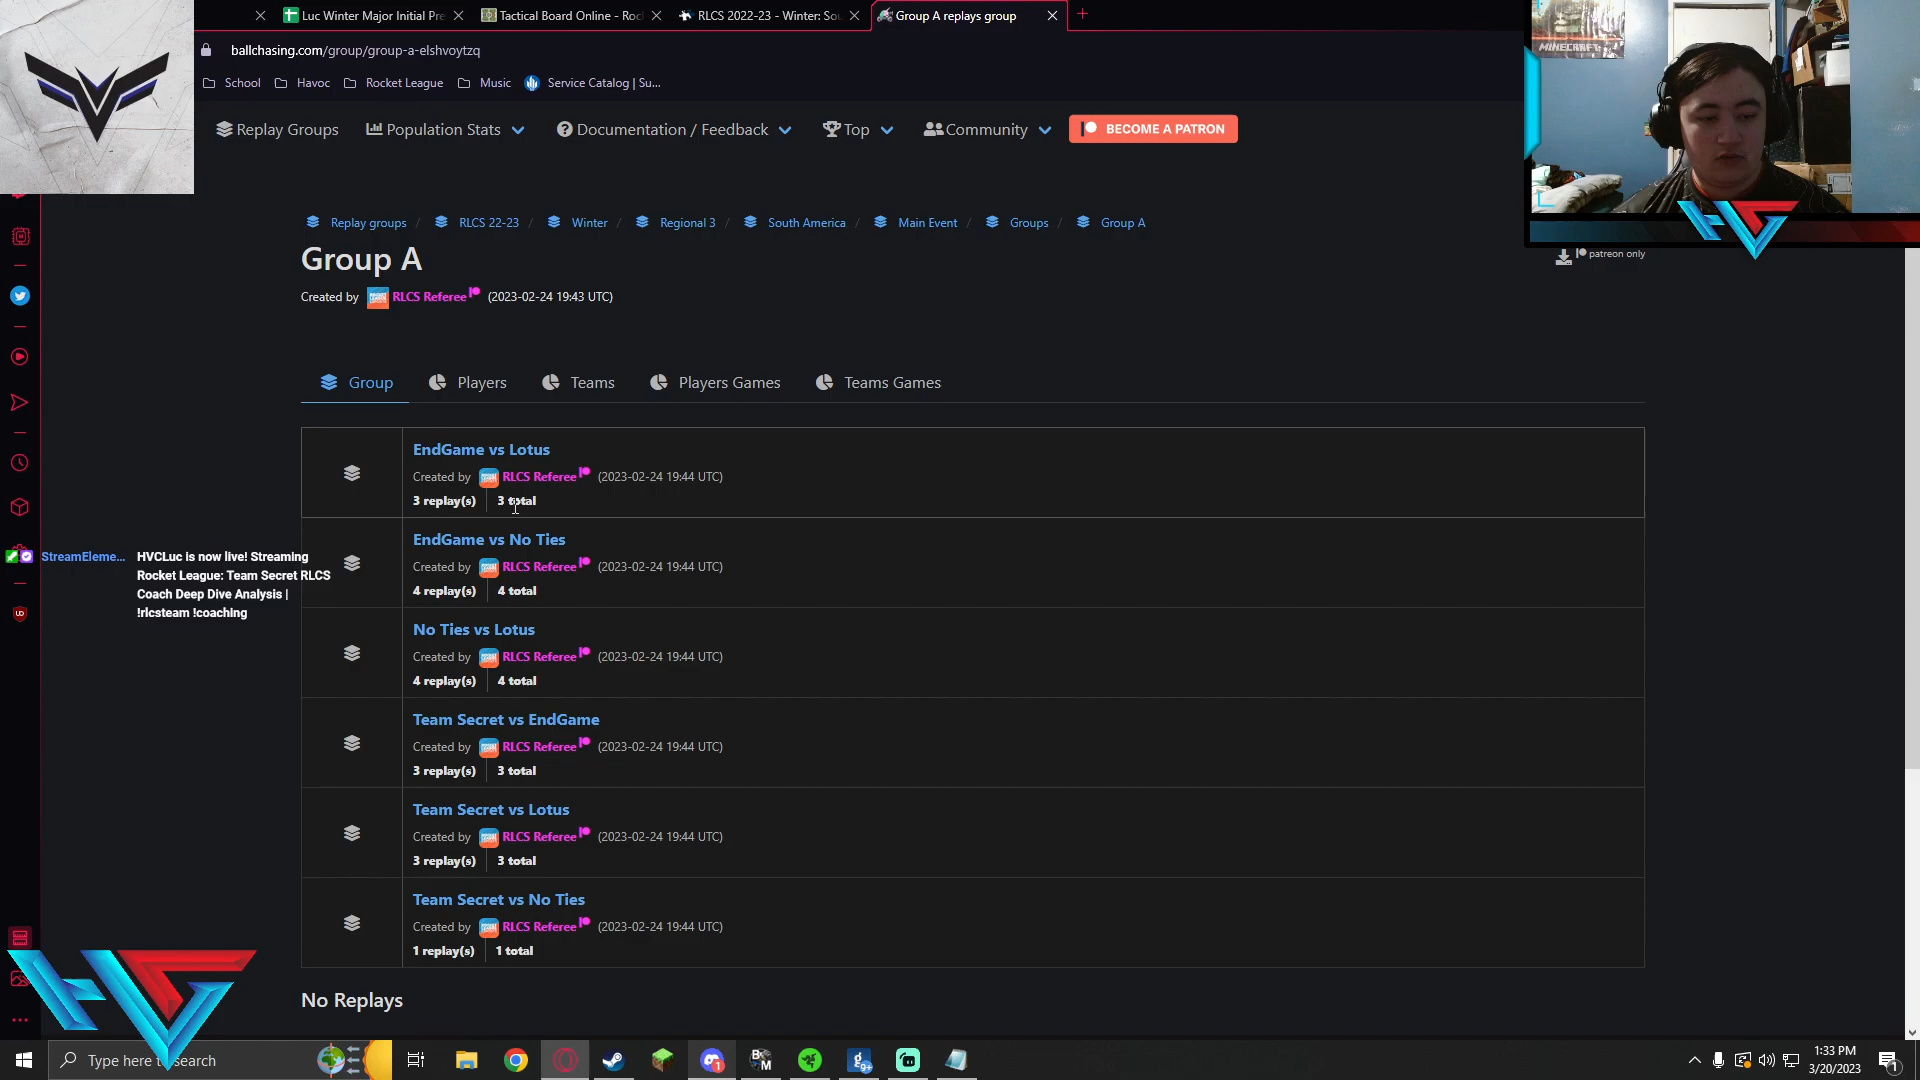 Luc Winter Major Initial Pre
Tactical Board Online - Roc
RLCS 2022-23 - Winter: Sou
Group A replays group
ballchasing.com/group/group-a-elshvoytzq
School
Havoc
Rocket League
Music
Service Catalog | Su...
MINECRAFT
Replay Groups
Population Stats
Documentation / Feedback
Top
Community
BECOME A PATRON
Replay groups / RLCS 22-23 / Winter / Regional 3 / South America / Main Event / Groups / Group A
Group A
patreon only
Created by RLCS Referee (2023-02-24 19:43 UTC)
Group
Players
Teams
Players Games
Teams Games
EndGame vs Lotus
Created by RLCS Referee (2023-02-24 19:44 UTC)
3 replay(s) 3 total
EndGame vs No Ties
Created by RLCS Referee (2023-02-24 19:44 UTC)
4 replay(s) 4 total
No Ties vs Lotus
Created by RLCS Referee (2023-02-24 19:44 UTC)
4 replay(s) 4 total
Team Secret vs EndGame
Created by RLCS Referee (2023-02-24 19:44 UTC)
3 replay(s) 3 total
Team Secret vs Lotus
Created by RLCS Referee (2023-02-24 19:44 UTC)
3 replay(s) 3 total
Team Secret vs No Ties
Created by RLCS Referee (2023-02-24 19:44 UTC)
1 replay(s) 1 total
No Replays
StreamEleme... HVCLuc is now live! Streaming
Rocket League: Team Secret RLCS
Coach Deep Dive Analysis |
!rlcsteam !coaching
Type here to search
1:33 PM
3/20/2023